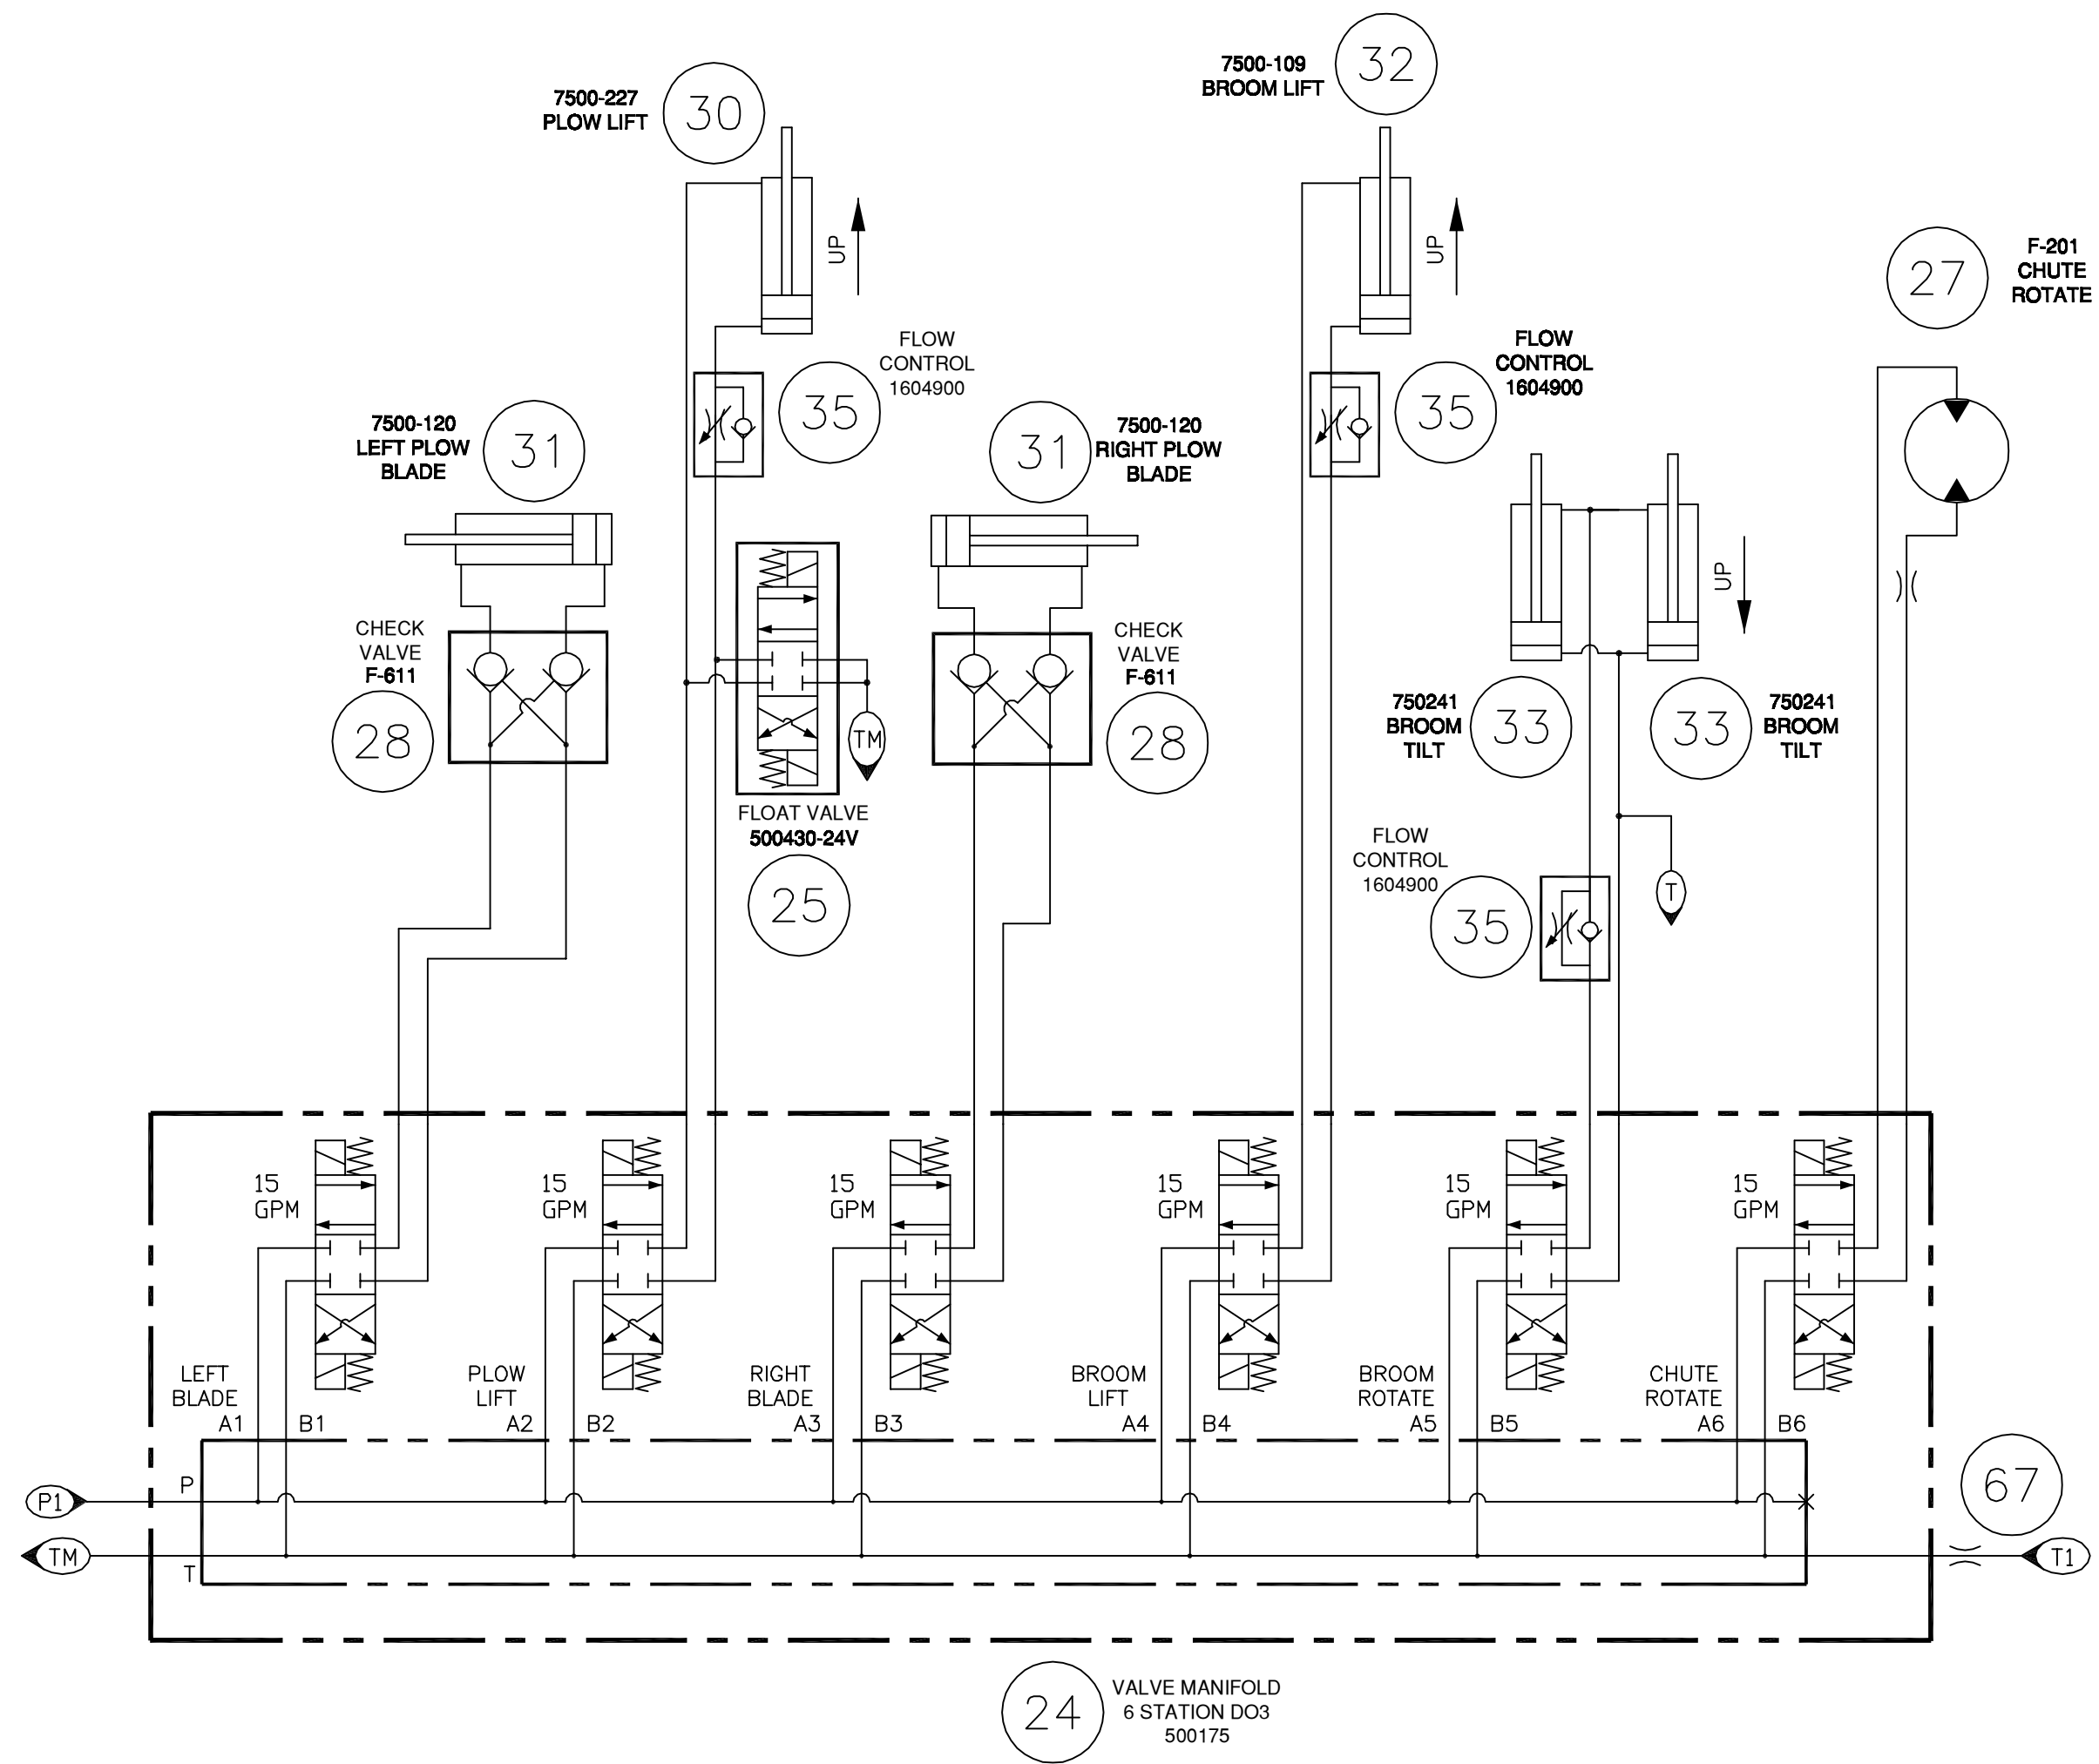 7500-109
BROOM LIFT
32
7500-227
PLOW LIFT
30
UP
UP
27
F-201
CHUTE
ROTATE
FLOW
CONTROL
1604900
35
FLOW
CONTROL
1604900
35
7500-120
LEFT PLOW
BLADE
31
31
7500-120
RIGHT PLOW
BLADE
UP
CHECK
VALVE
F-611
28
TM
CHECK
VALVE
F-611
28
750241
BROOM
TILT
33
33
750241
BROOM
TILT
FLOAT VALVE
500430-24V
25
FLOW
CONTROL
1604900
35
T
15
GPM
15
GPM
15
GPM
15
GPM
15
GPM
15
GPM
LEFT
BLADE
A1
B1
PLOW
LIFT
A2
B2
RIGHT
BLADE
A3
B3
BROOM
LIFT
A4
B4
BROOM
ROTATE
A5
B5
CHUTE
ROTATE
A6
B6
P
P1
67
TM
T
T1
24
VALVE MANIFOLD
6 STATION DO3
500175